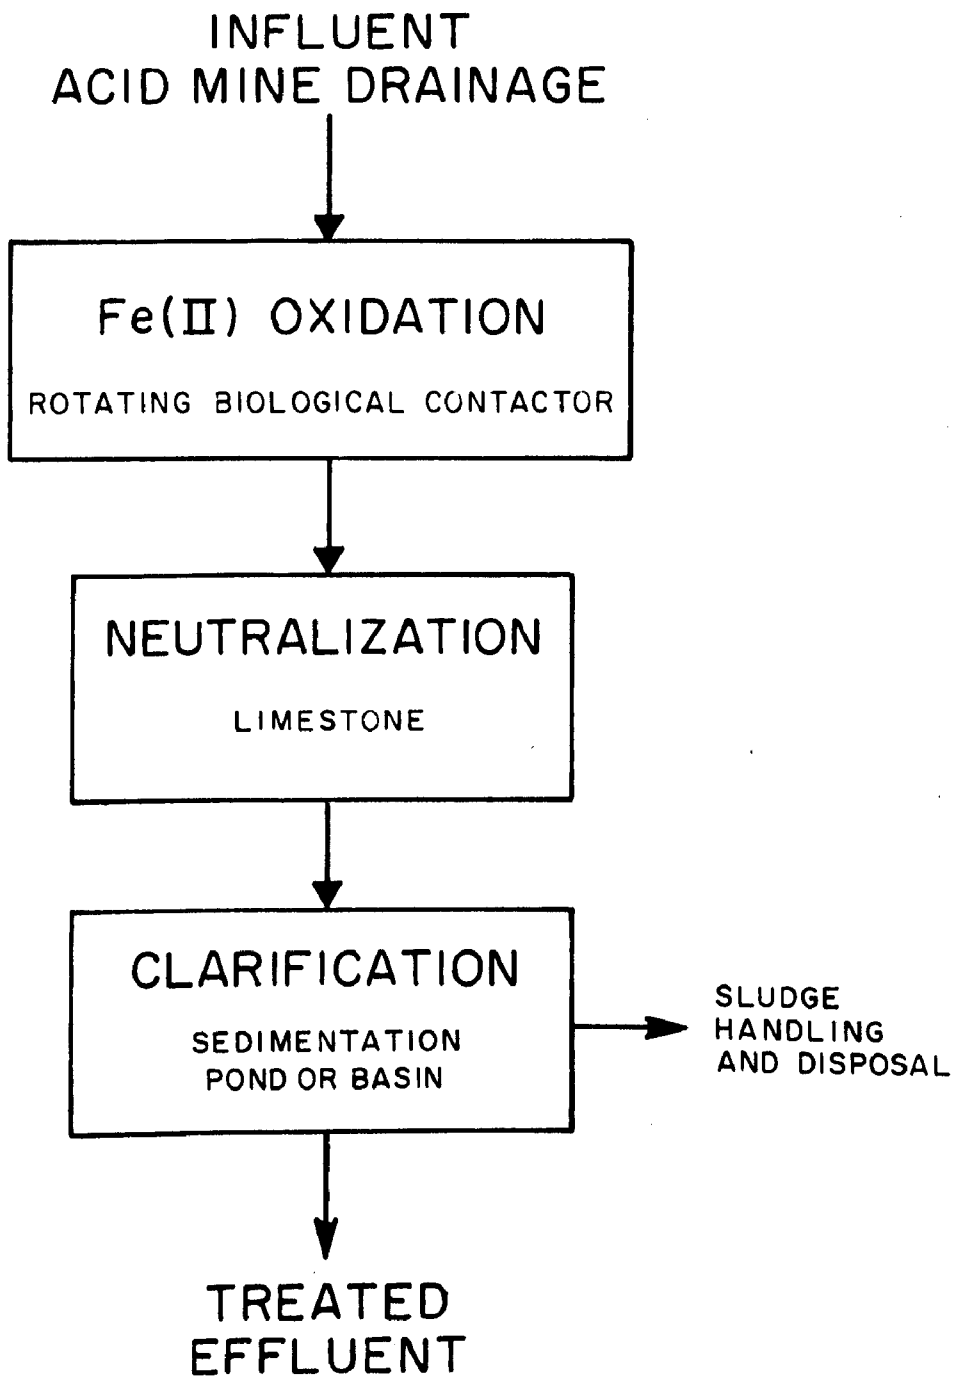 INFLUENT
ACID MINE DRAINAGE
Fe(II) OXIDATION
ROTATING BIOLOGICAL CONTACTOR
NEUTRALIZATION
LIMESTONE
CLARIFICATION
SEDIMENTATION
POND OR BASIN
SLUDGE
HANDLING
AND DISPOSAL
TREATED
EFFLUENT